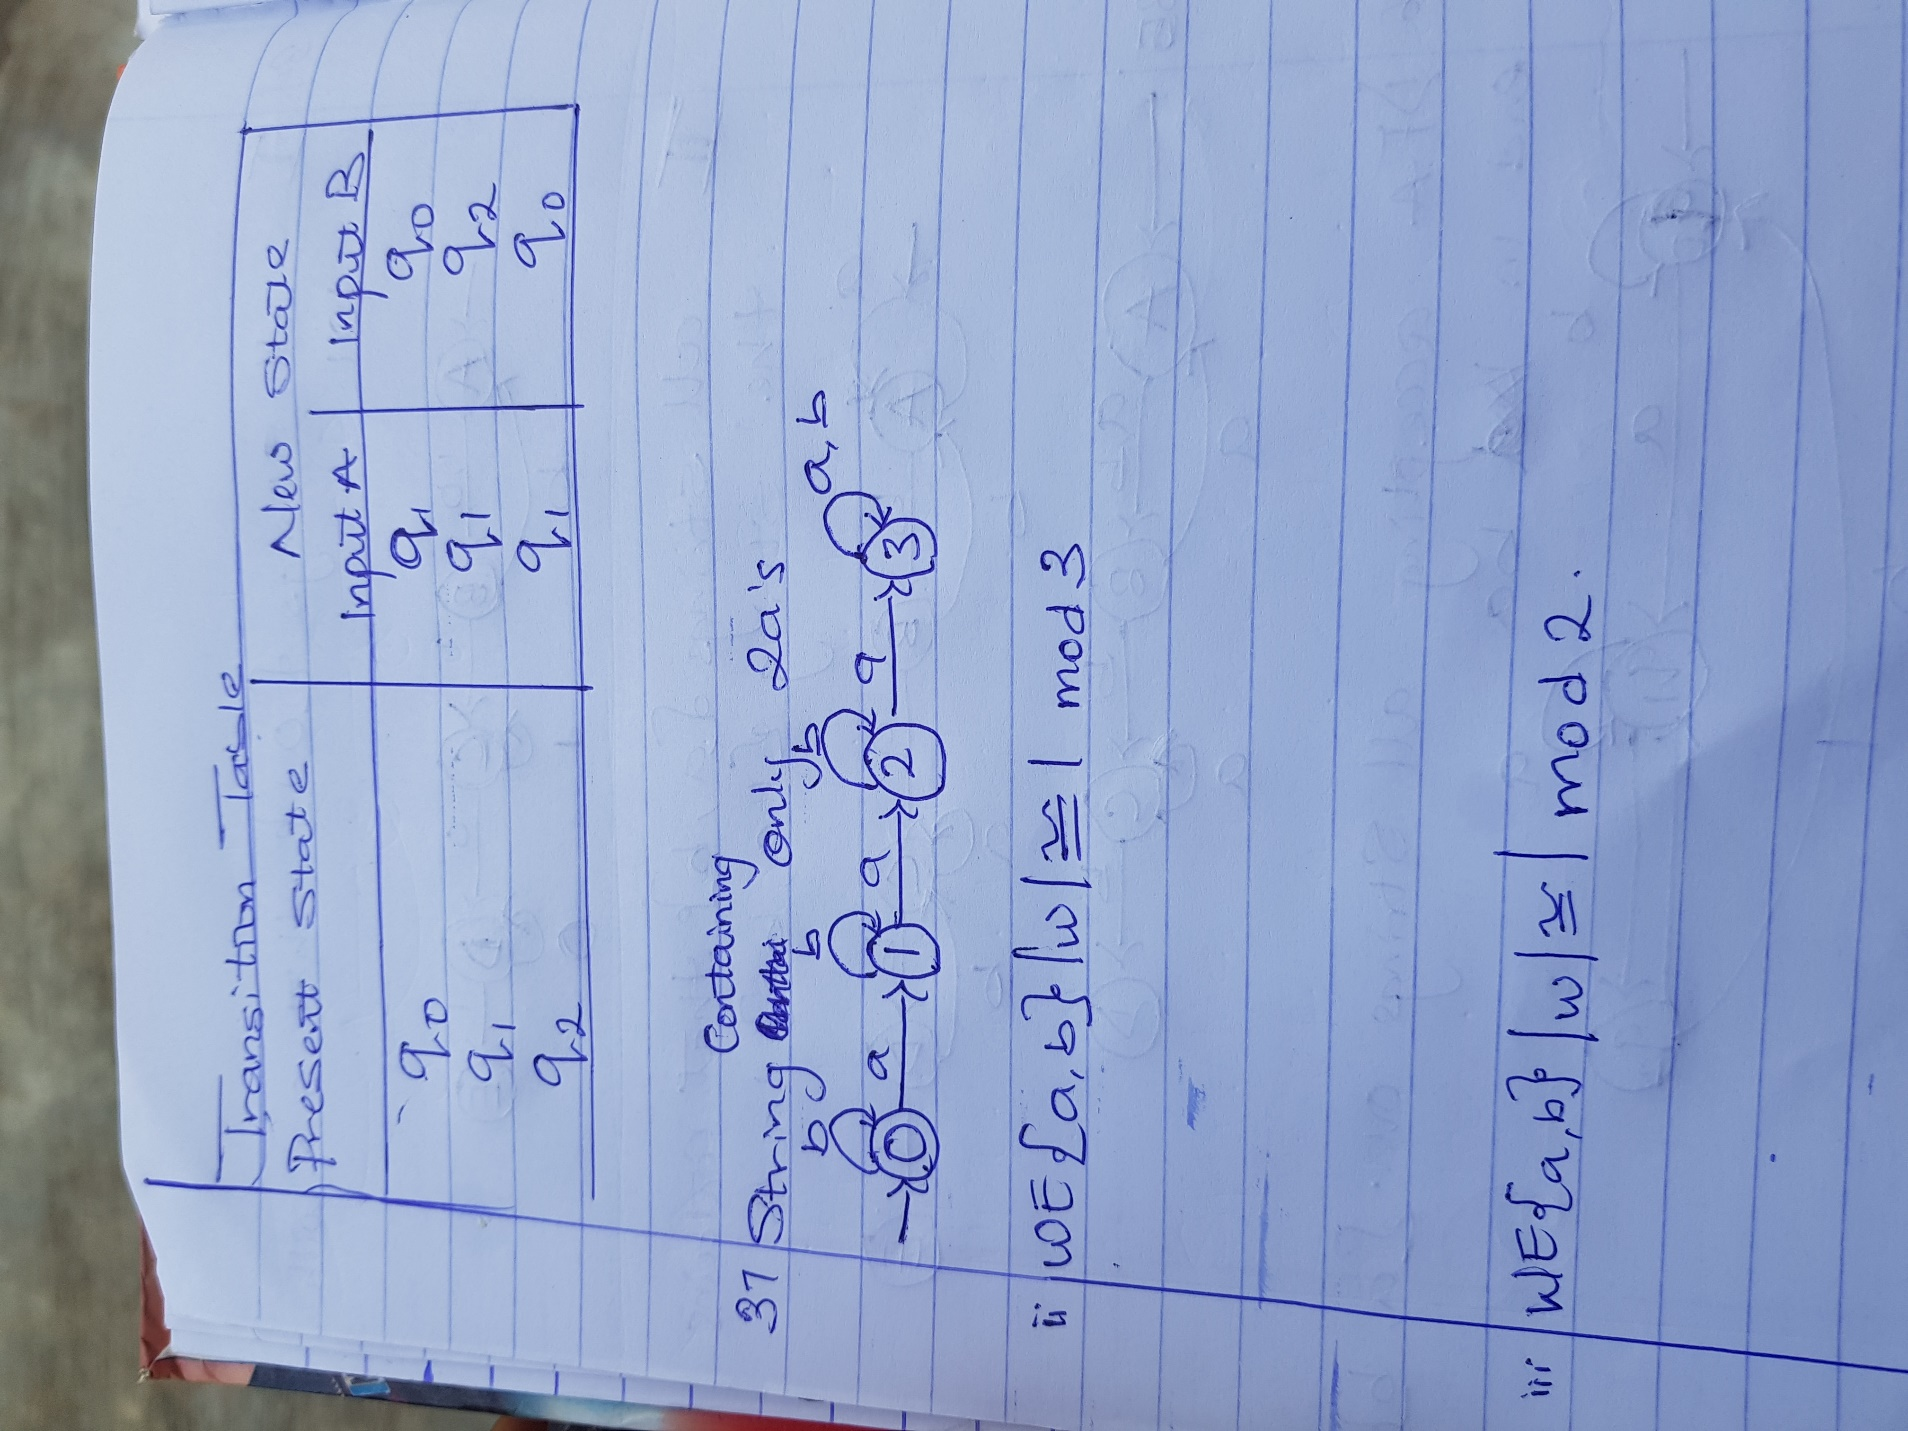 Transition Table
Present State New State
Input A Input B
q0 q1 q0
q1 q1 q2
q2 q1 q0
Containing
31 String only 2a's
b b b a,b
0 a 1 a 2 a 3
ii WE{a,b} |w|≅1 mod 3
iii WE{a,b} |w|≅1 mod 2.